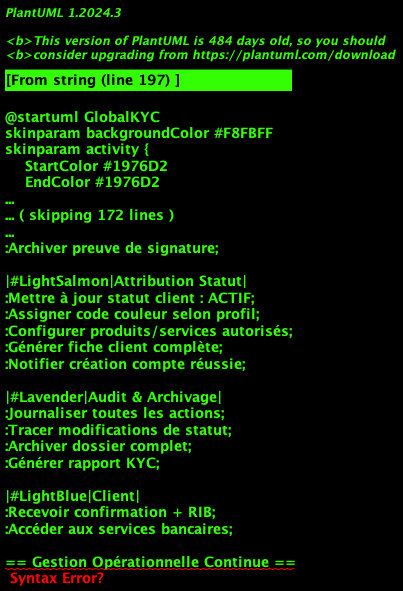 PlantUML 1.2024.3
<b>This version of PlantUML is 484 days old, so you should
<b>consider upgrading from https://plantuml.com/download
[From string (line 197) ]
@startuml GlobalKYC
skinparam backgroundColor #F8FBFF
skinparam activity {
StartColor #1976D2
EndColor #1976D2
...
... ( skipping 172 lines )
...
:Archiver preuve de signature;
|#LightSalmon|Attribution Statut|
:Mettre à jour statut client : ACTIF;
:Assigner code couleur selon profil;
:Configurer produits/services autorisés;
:Générer fiche client complète;
:Notifier création compte réussie;
|#Lavender|Audit & Archivage|
:Journaliser toutes les actions;
:Tracer modifications de statut;
:Archiver dossier complet;
:Générer rapport KYC;
|#LightBlue|Client|
:Recevoir confirmation + RIB;
:Accéder aux services bancaires;
== Gestion Opérationnelle Continue ==
Syntax Error?